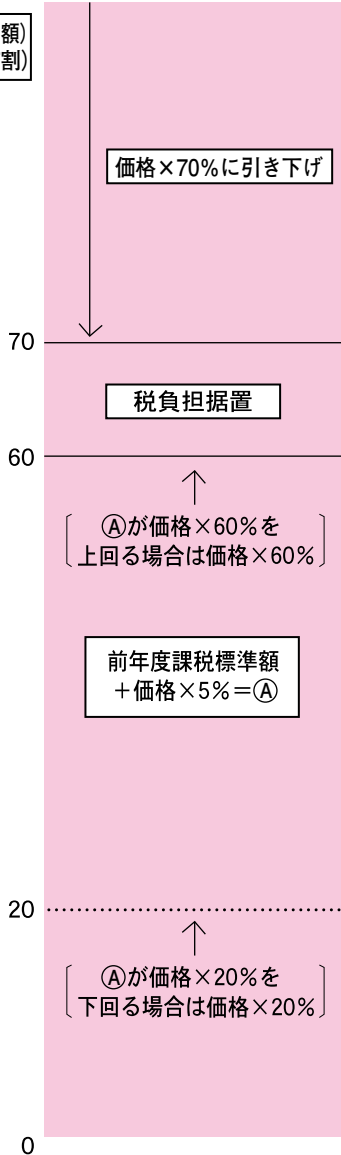 額)
割)
価格×70%に引き下げ
70
税負担据置
60
Ⓐが価格×60%を
上回る場合は価格×60%
前年度課税標準額
＋価格×5%＝Ⓐ
20
Ⓐが価格×20%を
下回る場合は価格×20%
0